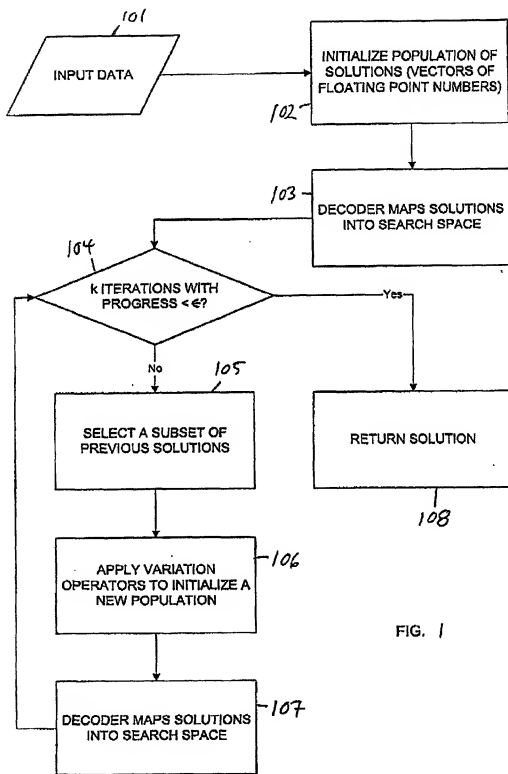 101
INPUT DATA
INITIALIZE POPULATION OF
SOLUTIONS (VECTORS OF
FLOATING POINT NUMBERS)
102
103
DECODER MAPS SOLUTIONS
INTO SEARCH SPACE
104
k ITERATIONS WITH
PROGRESS <∈?
Yes
No
105
SELECT A SUBSET OF
PREVIOUS SOLUTIONS
RETURN SOLUTION
108
APPLY VARIATION
OPERATORS TO INITIALIZE A
NEW POPULATION
106
FIG. 1
DECODER MAPS SOLUTIONS
INTO SEARCH SPACE
107